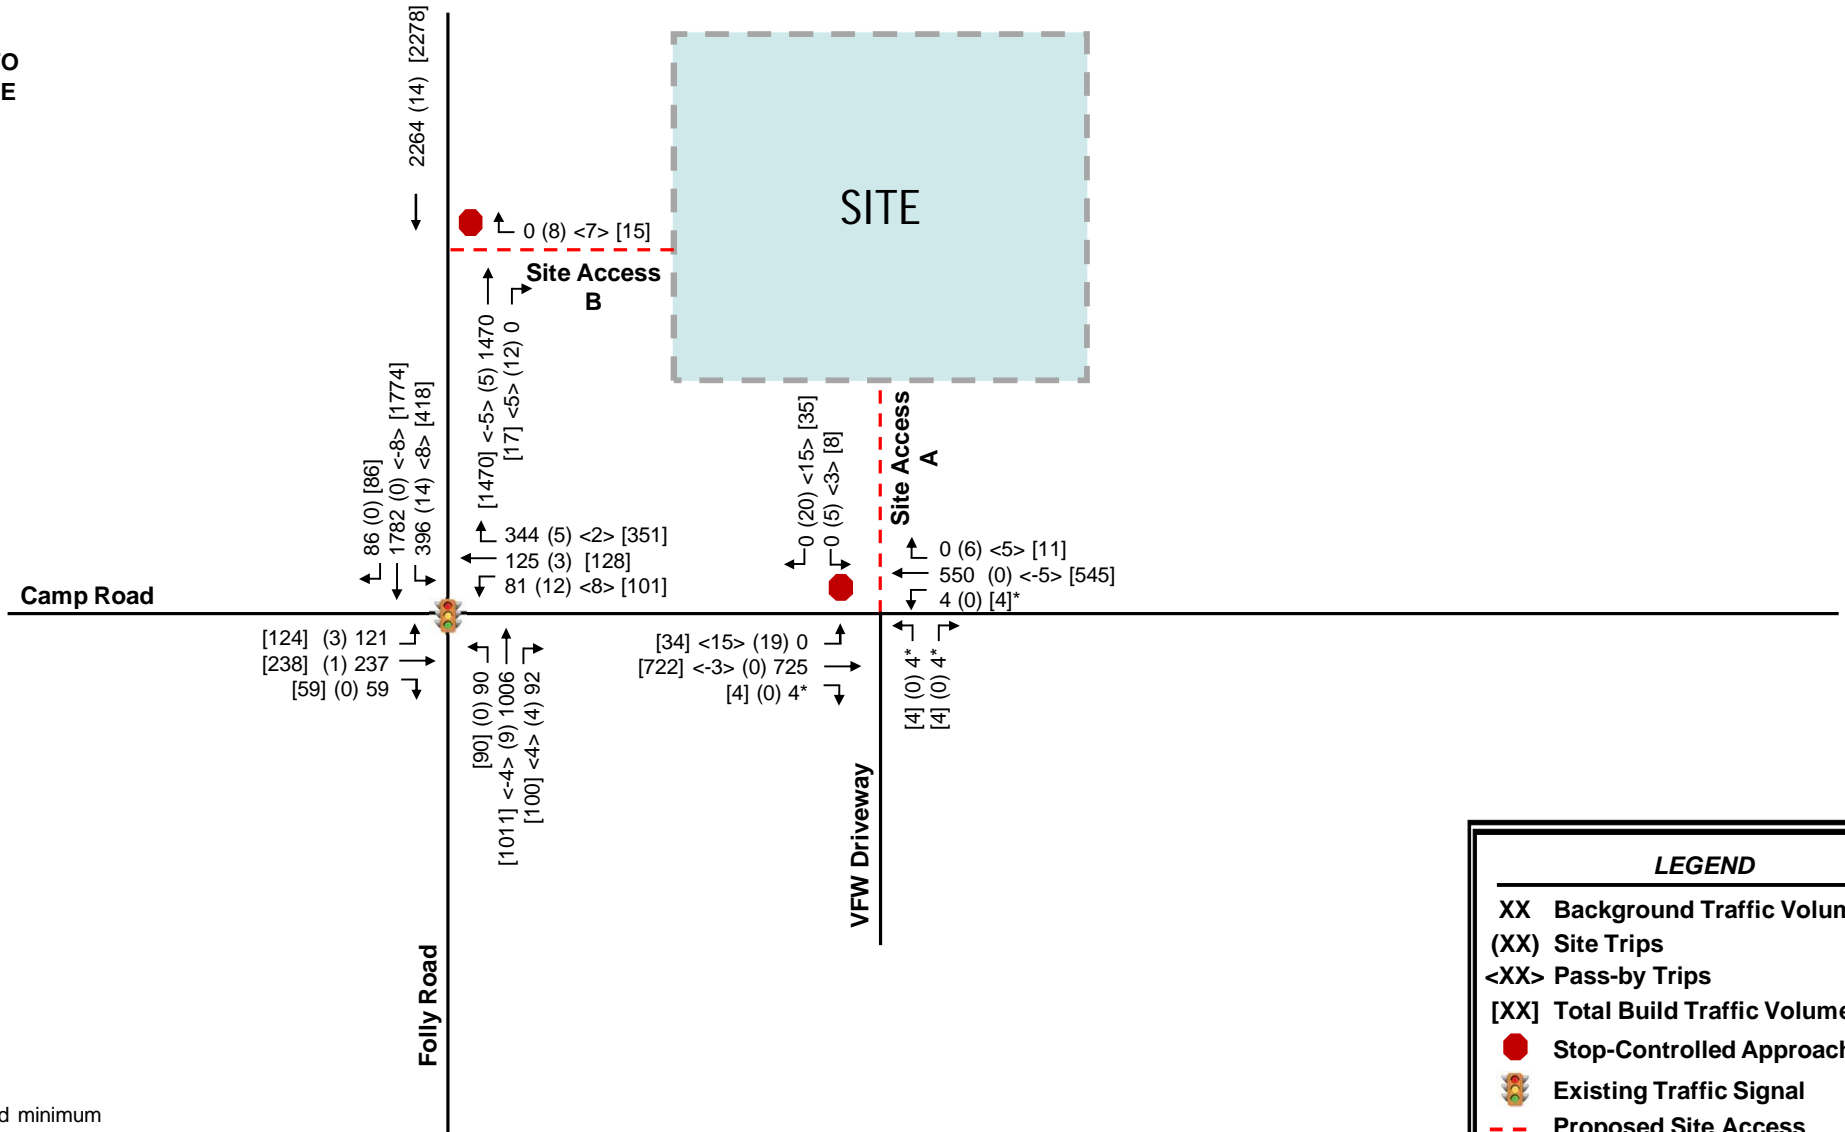 O
E
2264 (14) [2278]
SITE
0 (8) <7> [15]
Site Access
B
[1470] <-5> (5) 1470
[17] <5> (12) 0
86 (0) [86]
1782 (0) <-8> [1774]
396 (14) <8> [418]
344 (5) <2> [351]
125 (3) [128]
81 (12) <8> [101]
0 (20) <15> [35]
0 (5) <3> [8]
Site Access
A
0 (6) <5> [11]
550 (0) <-5> [545]
4 (0) [4]*
Camp Road
[124] (3) 121
[238] (1) 237
[59] (0) 59
[90] (0) 90
[1011] <-4> (9) 1006
[100] <4> (4) 92
[34] <15> (19) 0
[722] <-3> (0) 725
[4] (0) 4*
[4] (0) 4*
[4] (0) 4*
VFW Driveway
Folly Road
LEGEND
XX Background Traffic Volum
(XX) Site Trips
<XX> Pass-by Trips
[XX] Total Build Traffic Volume
Stop-Controlled Approach
Existing Traffic Signal
Proposed Site Access
d minimum